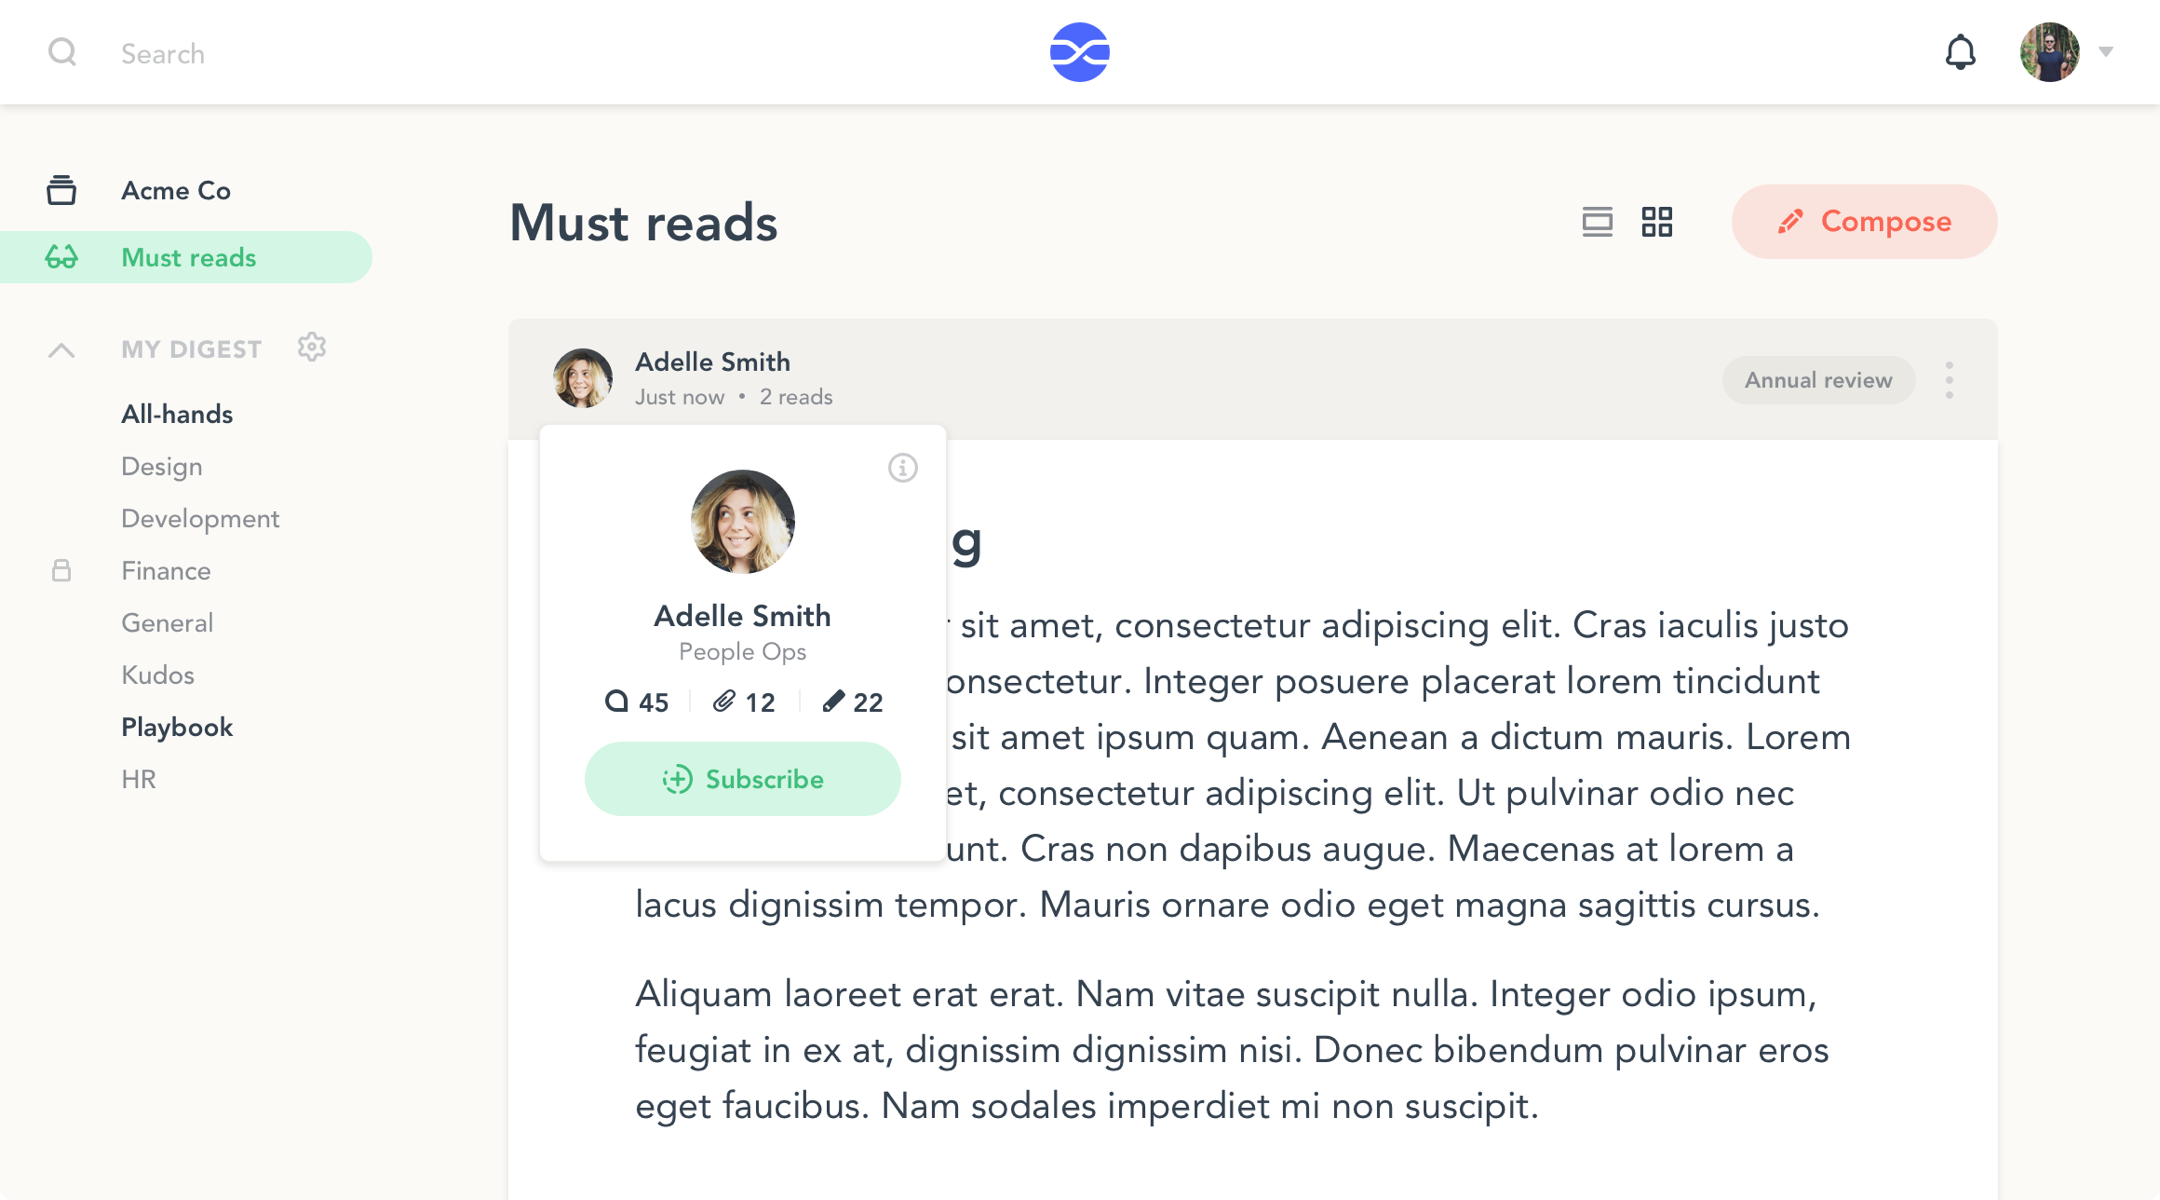 Search
Acme Co
Must reads
MY DIGEST
All-hands
Design
Development
Finance
General
Kudos
Playbook
HR
Must reads
Compose
Adelle Smith
Just now • 2 reads
Annual review
Adelle Smith
People Ops
45 12 22
Subscribe
sit amet, consectetur adipiscing elit. Cras iaculis justo
onsectetur. Integer posuere placerat lorem tincidunt
sit amet ipsum quam. Aenean a dictum mauris. Lorem
et, consectetur adipiscing elit. Ut pulvinar odio nec
unt. Cras non dapibus augue. Maecenas at lorem a
lacus dignissim tempor. Mauris ornare odio eget magna sagittis cursus.
Aliquam laoreet erat erat. Nam vitae suscipit nulla. Integer odio ipsum,
feugiat in ex at, dignissim dignissim nisi. Donec bibendum pulvinar eros
eget faucibus. Nam sodales imperdiet mi non suscipit.